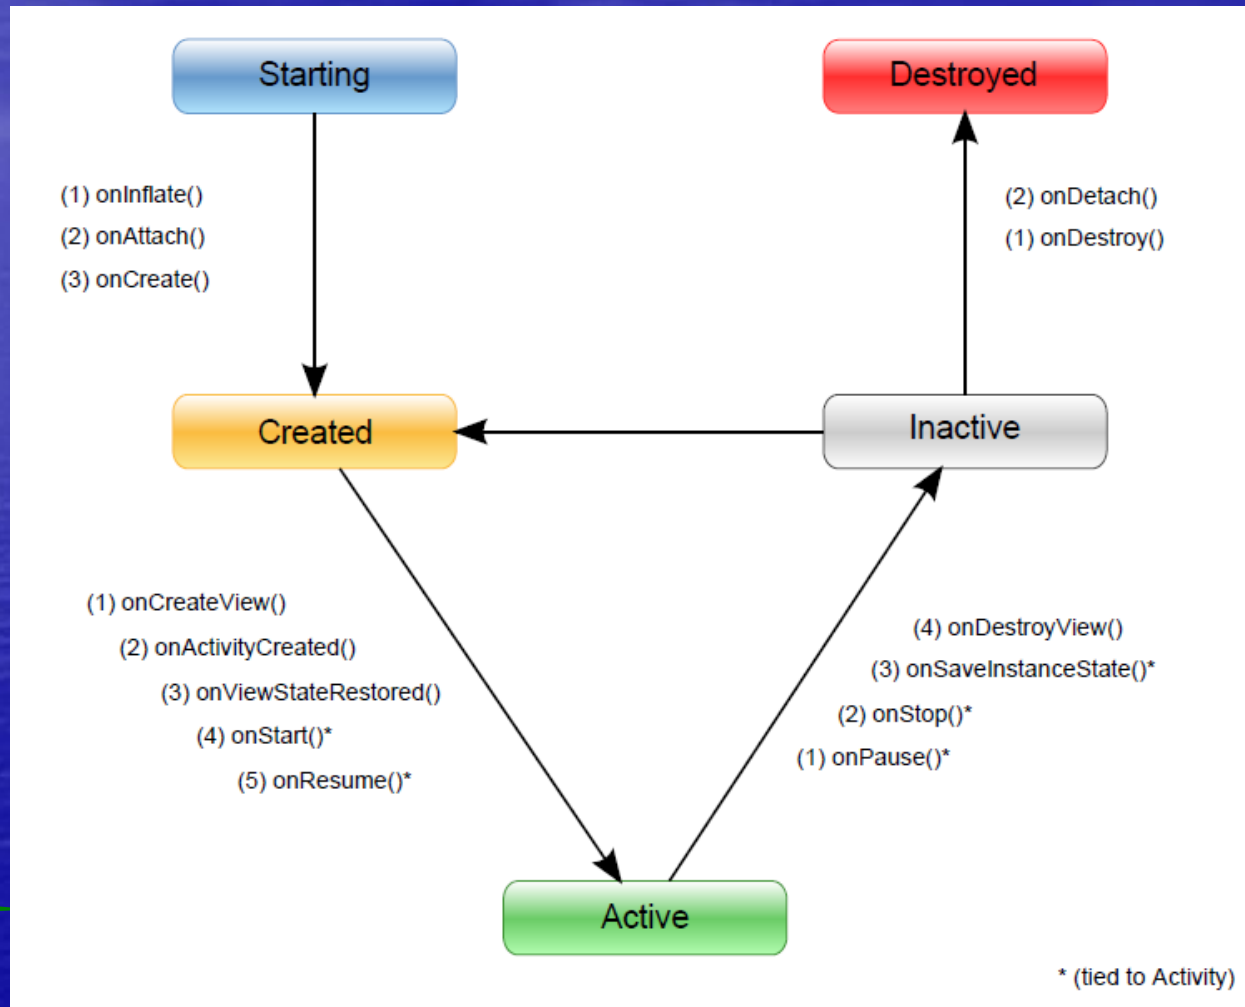 Starting
Destroyed
(1) onInflate()
(2) onAttach()
(3) onCreate()
(2) onDetach()
(1) onDestroy()
Created
Inactive
(1) onCreateView()
(2) onActivityCreated()
(3) onViewStateRestored()
(4) onStart()*
(5) onResume()*
(4) onDestroyView()
(3) onSaveInstanceState()*
(2) onStop()*
(1) onPause()*
Active
* (tied to Activity)